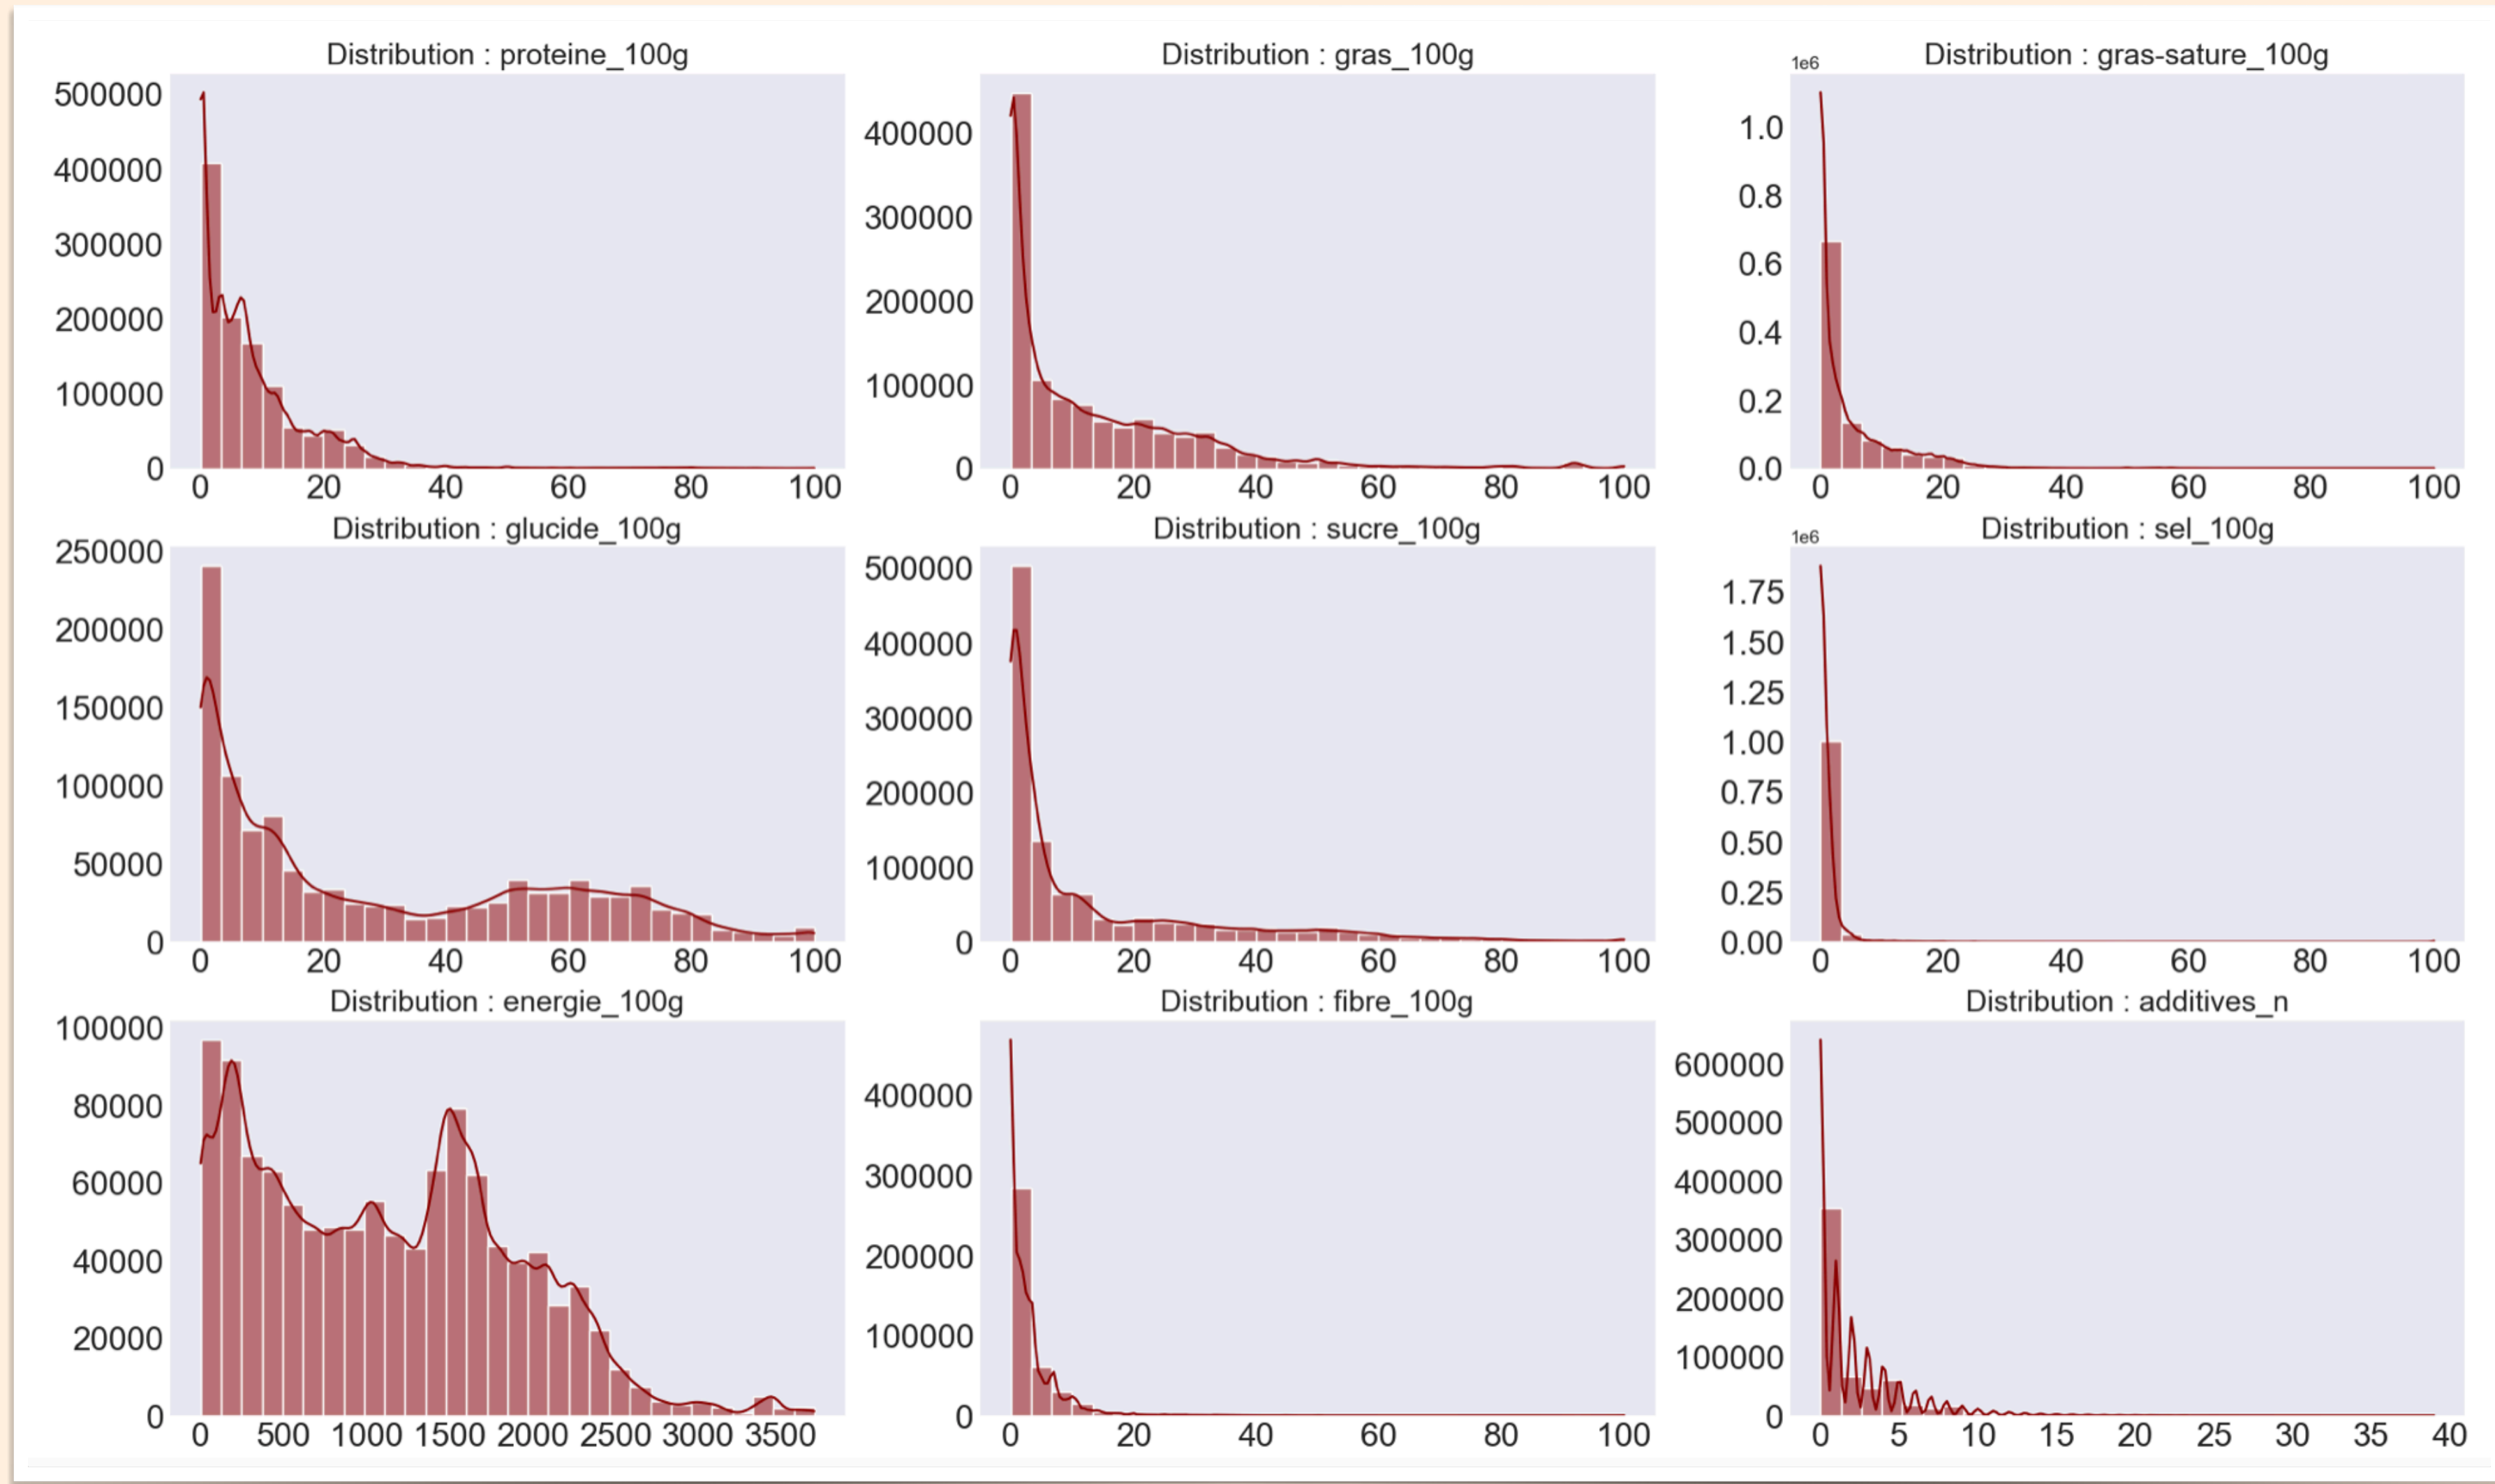 Distribution : proteine_100g
500000
400000
300000
200000
100000
0
0 20 40 60 80 100
Distribution : gras_100g
400000
300000
200000
100000
0
0 20 40 60 80 100
Distribution : gras-sature_100g
1e6
1.0
0.8
0.6
0.4
0.2
0.0
0 20 40 60 80 100
Distribution : glucide_100g
250000
200000
150000
100000
50000
0
0 20 40 60 80 100
Distribution : sucre_100g
500000
400000
300000
200000
100000
0
0 20 40 60 80 100
Distribution : sel_100g
1e6
1.75
1.50
1.25
1.00
0.75
0.50
0.25
0.00
0 20 40 60 80 100
Distribution : energie_100g
100000
80000
60000
40000
20000
0
0 500 1000 1500 2000 2500 3000 3500
Distribution : fibre_100g
400000
300000
200000
100000
0
0 20 40 60 80 100
Distribution : additives_n
600000
500000
400000
300000
200000
100000
0
0 5 10 15 20 25 30 35 40